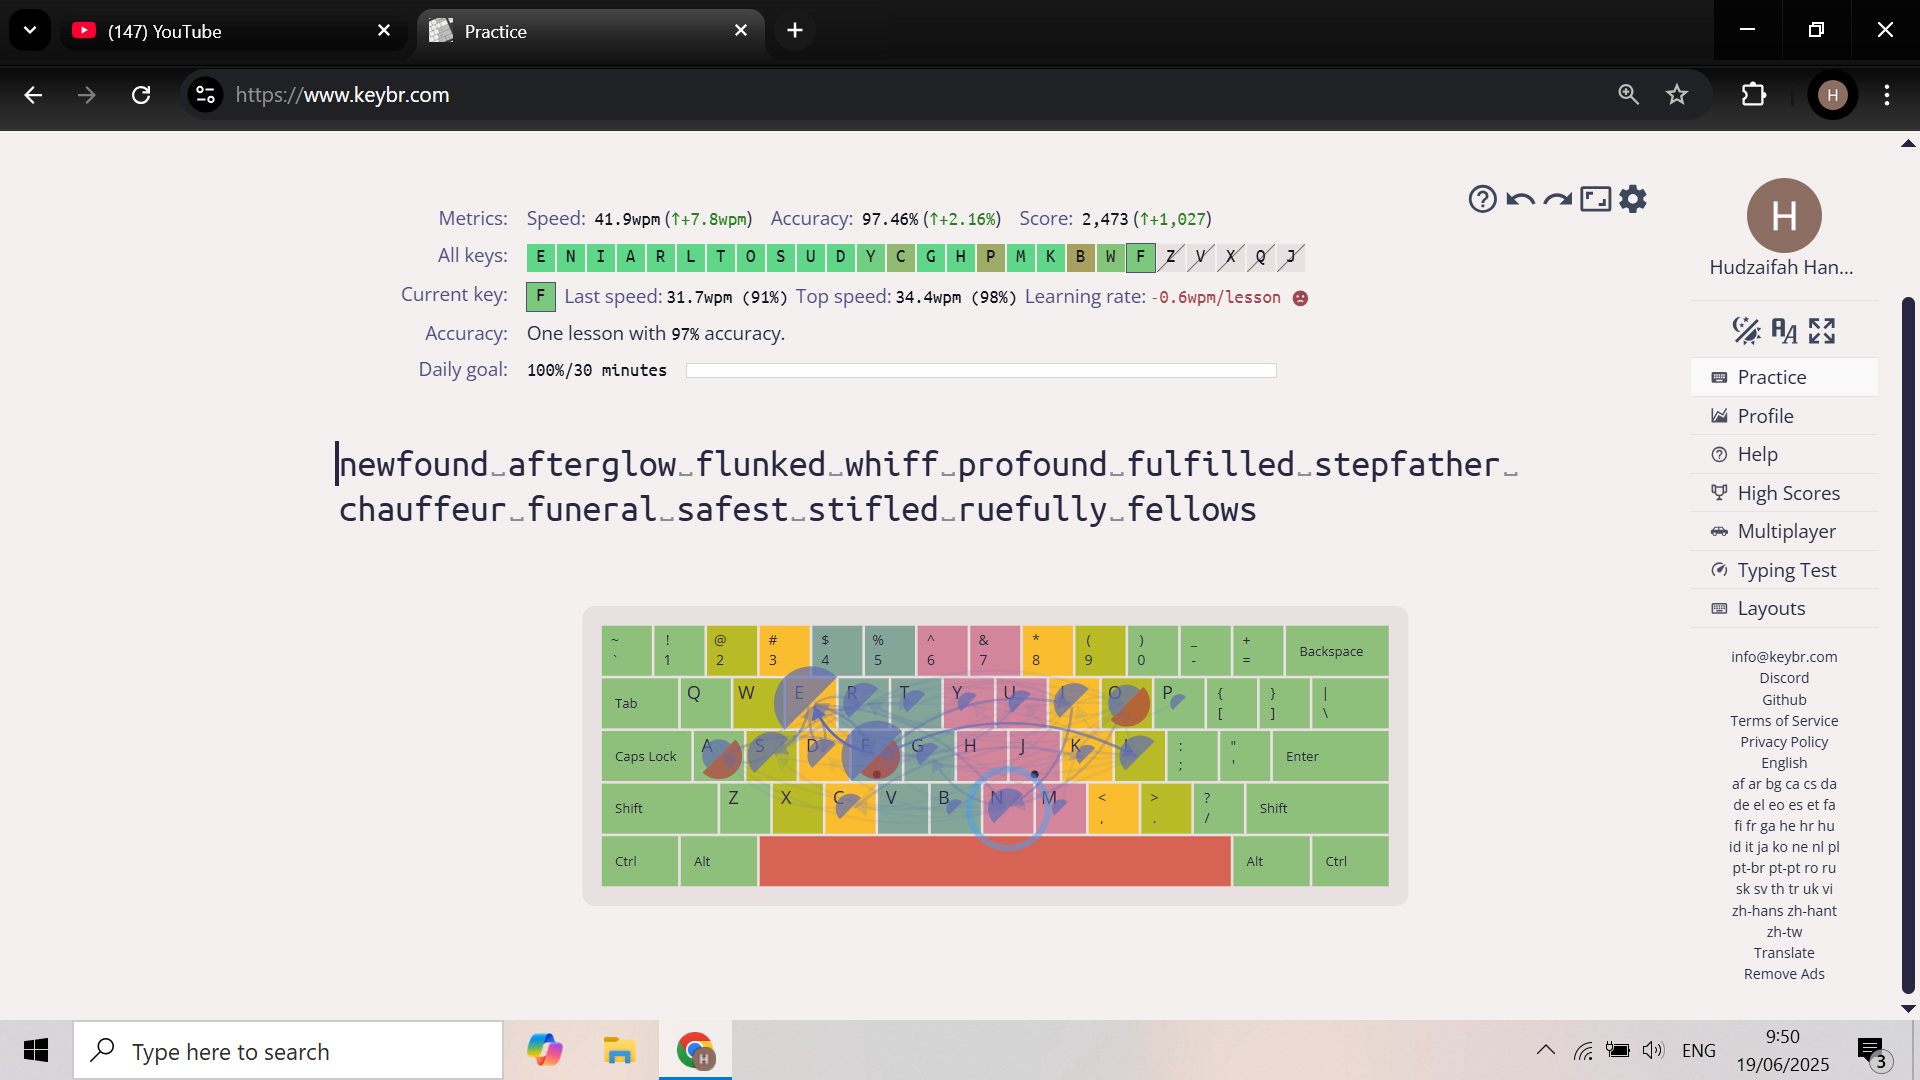 (147) YouTube
Practice
https://www.keybr.com
H
Metrics: Speed: 41.9wpm (↑+7.8wpm) Accuracy: 97.46% (↑+2.16%) Score: 2,473 (↑+1,027)
All keys: E N I A R L T O S U D Y C G H P M K B W F Z V X Q J
Current key: F Last speed: 31.7wpm (91%) Top speed: 34.4wpm (98%) Learning rate: -0.6wpm/lesson
Accuracy: One lesson with 97% accuracy.
Daily goal: 100%/30 minutes
newfound␣afterglow␣flunked␣whiff␣profound␣fulfilled␣stepfather␣
chauffeur␣funeral␣safest␣stifled␣ruefully␣fellows
~ ! @ # $ % ^ & * ( ) _ +
` 1 2 3 4 5 6 7 8 9 0 - = Backspace
Tab Q W E R T Y U I O P { } |
[ ] \
Caps Lock A S D F G H J K L : " Enter
; '
Shift Z X C V B N M < > ? Shift
, . /
Ctrl Alt Alt Ctrl
H
Hudzaifah Han...
Practice
Profile
Help
High Scores
Multiplayer
Typing Test
Layouts
info@keybr.com
Discord
Github
Terms of Service
Privacy Policy
English
af ar bg ca cs da
de el eo es et fa
fi fr ga he hr hu
id it ja ko ne nl pl
pt-br pt-pt ro ru
sk sv th tr uk vi
zh-hans zh-hant
zh-tw
Translate
Remove Ads
Type here to search
H
ENG
9:50
19/06/2025
3